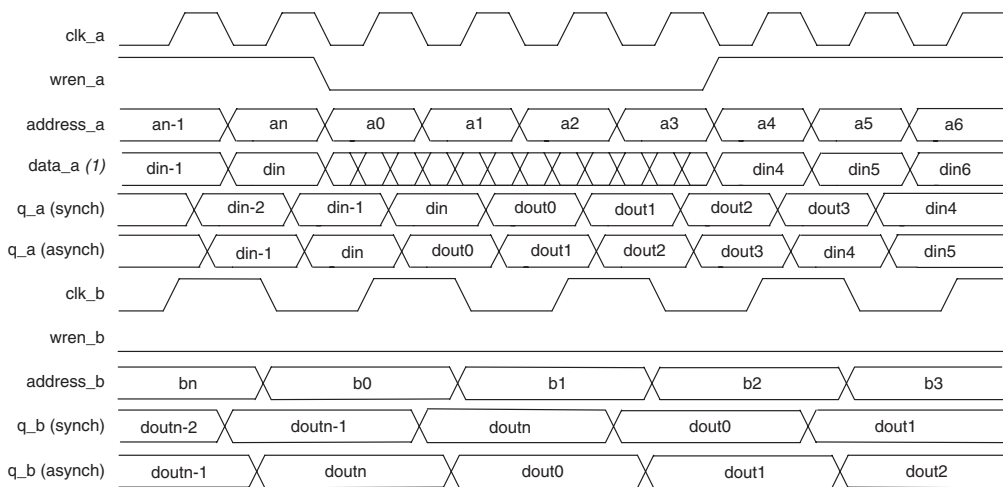 clk_a
wren_a
address_a an-1 an a0 a1 a2 a3 a4 a5 a6
data_a (1) din-1 din din4 din5 din6
q_a (synch) din-2 din-1 din dout0 dout1 dout2 dout3 din4
q_a (asynch) din-1 din dout0 dout1 dout2 dout3 din4 din5
clk_b
wren_b
address_b bn b0 b1 b2 b3
q_b (synch) doutn-2 doutn-1 doutn dout0 dout1
q_b (asynch) doutn-1 doutn dout0 dout1 dout2